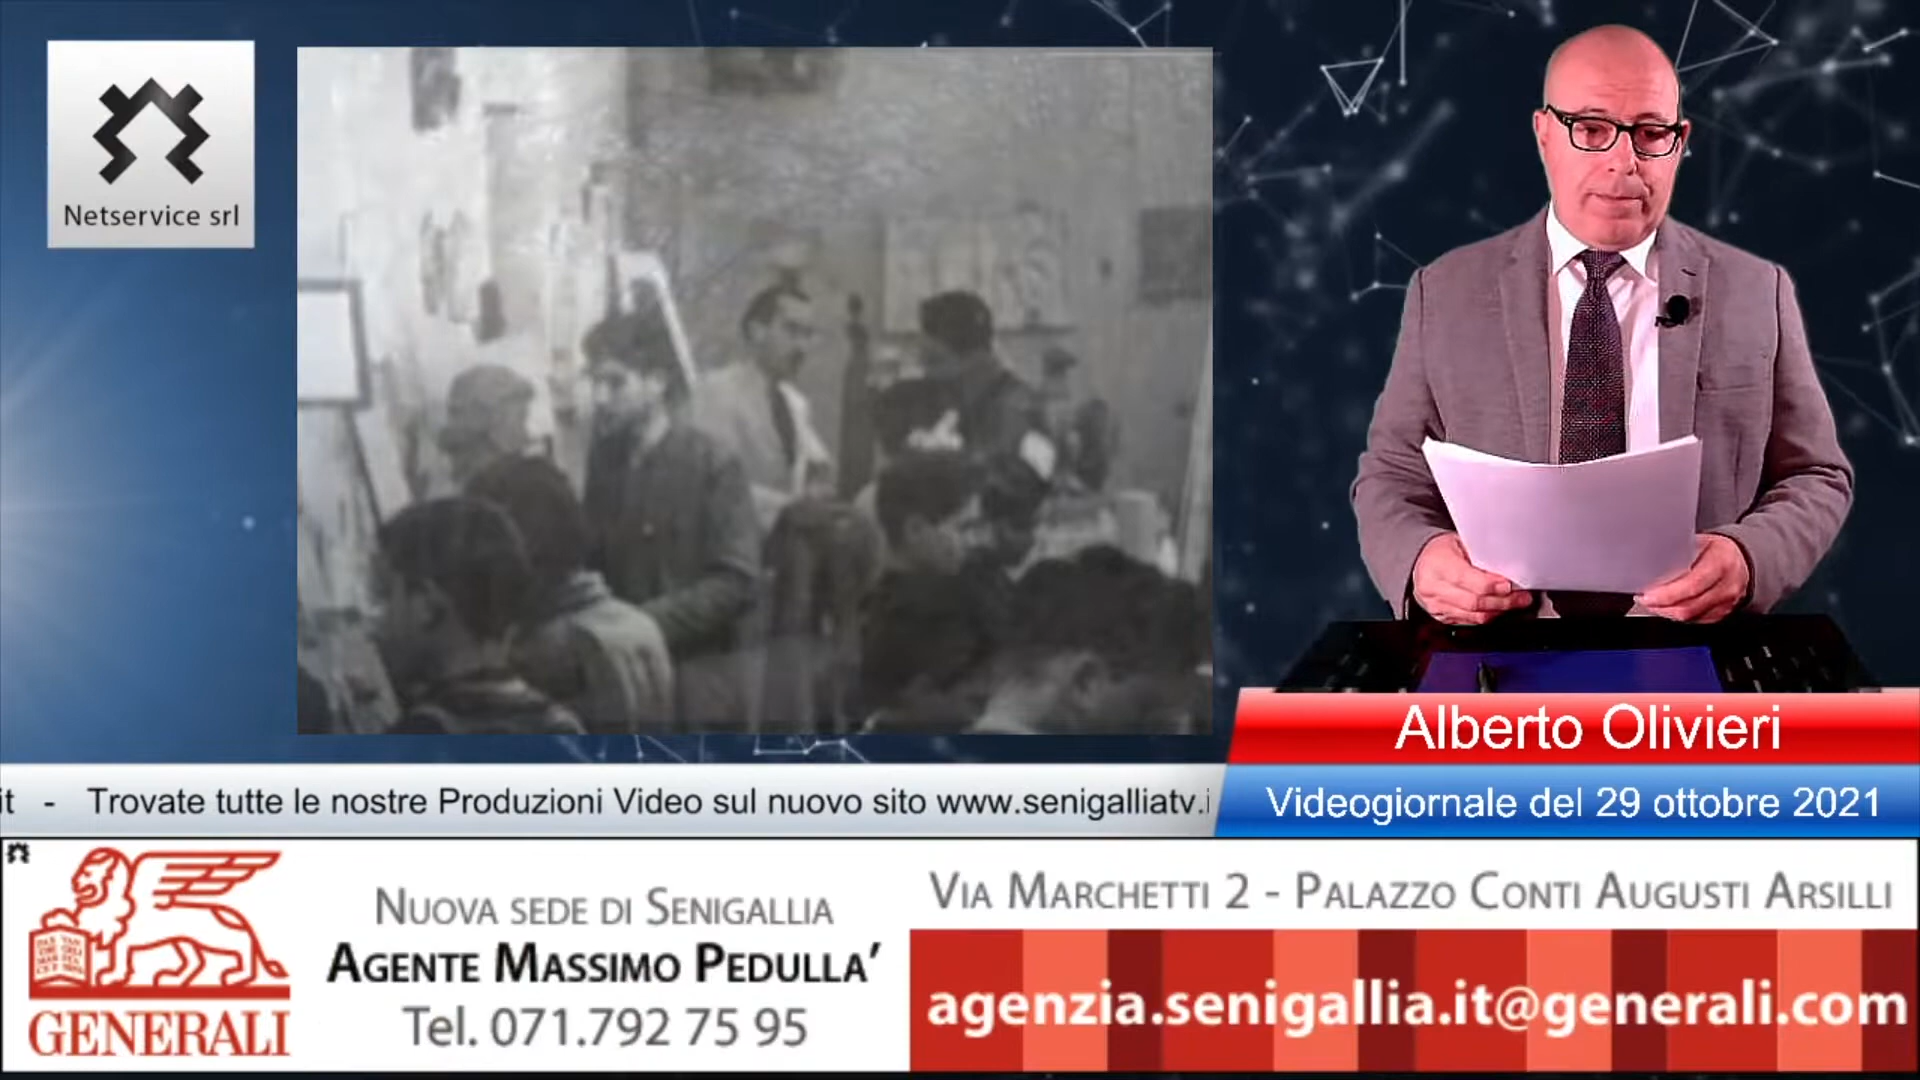 Netservice srl
Alberto Olivieri
it - Trovate tutte le nostre Produzioni Video sul nuovo sito www.senigalliatv.i
Videogiornale del 29 ottobre 2021
GENERALI
NUOVA SEDE DI SENIGALLIA
AGENTE MASSIMO PEDULLA’
Tel. 071.792 75 95
VIA MARCHETTI 2 - PALAZZO CONTI AUGUSTI ARSILLI
agenzia.senigallia.it@generali.com